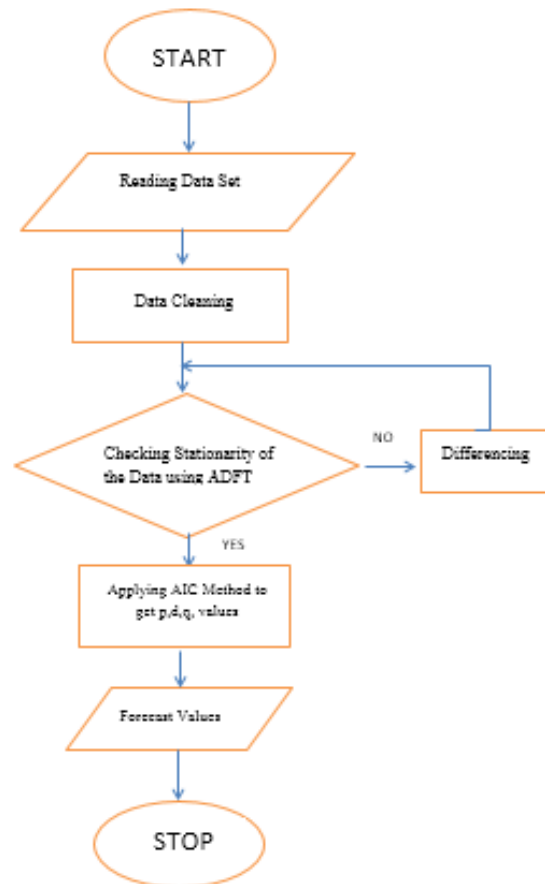 START
Reading Data Set
Data Cleaning
Checking Stationarity of
the Data using ADFT
NO
Differencing
YES
Applying AIC Method to
get p,d,q, values
Forecast Values
STOP